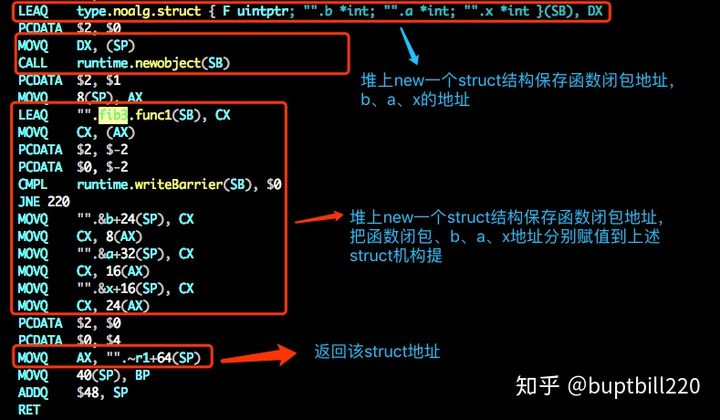 LEAQ type.noalg.struct { F uintptr; "".b *int; "".a *int; "".x *int }(SB), DX
PCDATA $2, $0
MOVQ DX, (SP)
CALL runtime.newobject(SB)
PCDATA $2, $1
MOVQ 8(SP), AX
LEAQ "".fib3.func1(SB), CX
MOVQ CX, (AX)
PCDATA $2, $-2
PCDATA $0, $-2
CMPL runtime.writeBarrier(SB), $0
JNE 220
MOVQ "".&b+24(SP), CX
MOVQ CX, 8(AX)
MOVQ "".&a+32(SP), CX
MOVQ CX, 16(AX)
MOVQ "".&x+16(SP), CX
MOVQ CX, 24(AX)
PCDATA $2, $0
PCDATA $0, $4
MOVQ AX, "".~r1+64(SP)
MOVQ 40(SP), BP
ADDQ $48, SP
RET
堆上new一个struct结构保存函数闭包地址,
b、a、x的地址
堆上new一个struct结构保存函数闭包地址,
把函数闭包、b、a、x地址分别赋值到上述
struct机构提
返回该struct地址
知乎 @buptbill220